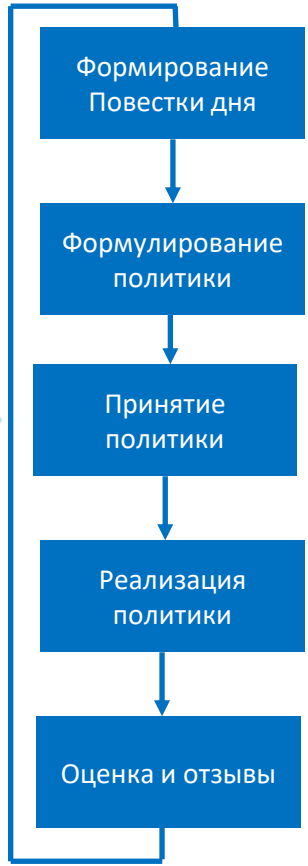 Формирование
Повестки дня
Формулирование
политики
Принятие
политики
Реализация
политики
Оценка и отзывы